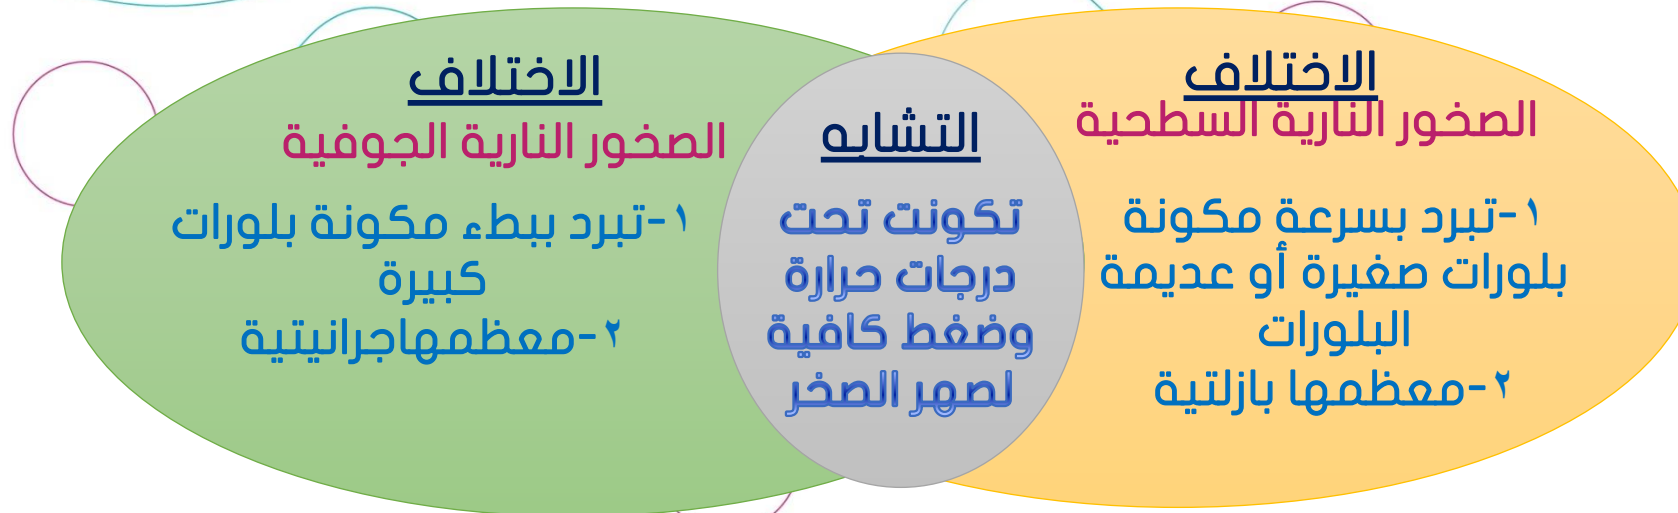 الاختلاف
الصخور النارية السطحية
١-تبرد بسرعة مكونة
بلورات صغيرة أو عديمة
البلورات
٢-معظمها بازلتية
التشابه
تكونت تحت
درجات حرارة
وضغط كافية
لصهر الصخر
الاختلاف
الصخور النارية الجوفية
١-تبرد ببطء مكونة بلورات
كبيرة
٢-معظمهاجرانيتية